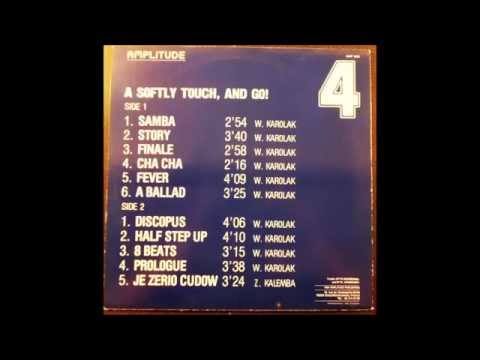 AMPLITUDE
4
A SOFTLY TOUCH, AND GO!
SIDE 1
1. SAMBA 2'54 W. KAROLAK
2. STORY 3'40 W. KAROLAK
3. FINALE 2'58 W. KAROLAK
4. CHA CHA 2'16 W. KAROLAK
5. FEVER 4'09 W. KAROLAK
6. A BALLAD 3'25 W. KAROLAK
SIDE 2
1. DISCOPUS 4'06 W. KAROLAK
2. HALF STEP UP 4'10 W. KAROLAK
3. 8 BEATS 3'15 W. KAROLAK
4. PROLOGUE 3'38 W. KAROLAK
5. JE ZERIO CUDOW 3'24 Z. KALEMBA